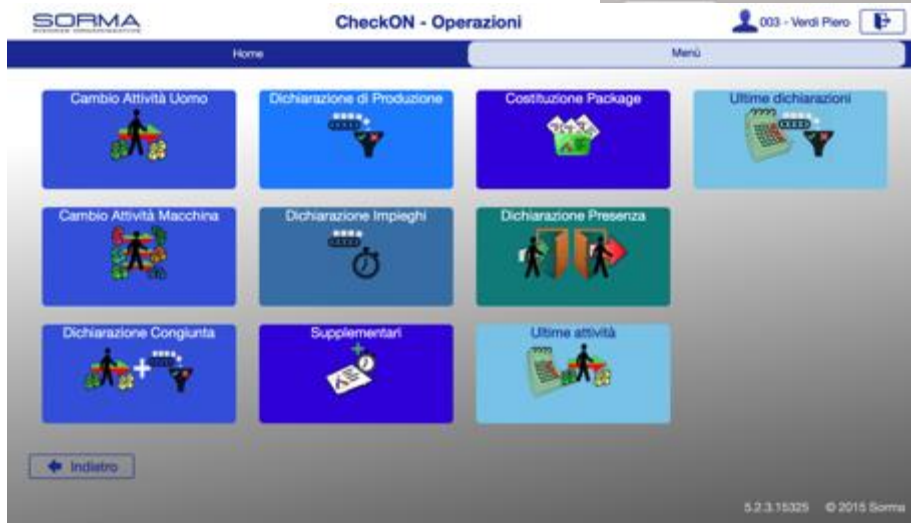 SORMA
CheckON - Operazioni
003 - Verdi Piero
Home
Menù
Cambio Attività Uomo
Dichiarazione di Produzione
Costituzione Package
Ultime dichiarazioni
Cambio Attività Macchina
Dichiarazione Impieghi
Dichiarazione Presenza
Dichiarazione Congiunta
Supplementari
Ultime attività
Indietro
5.2.3.15325 © 2015 Sorma